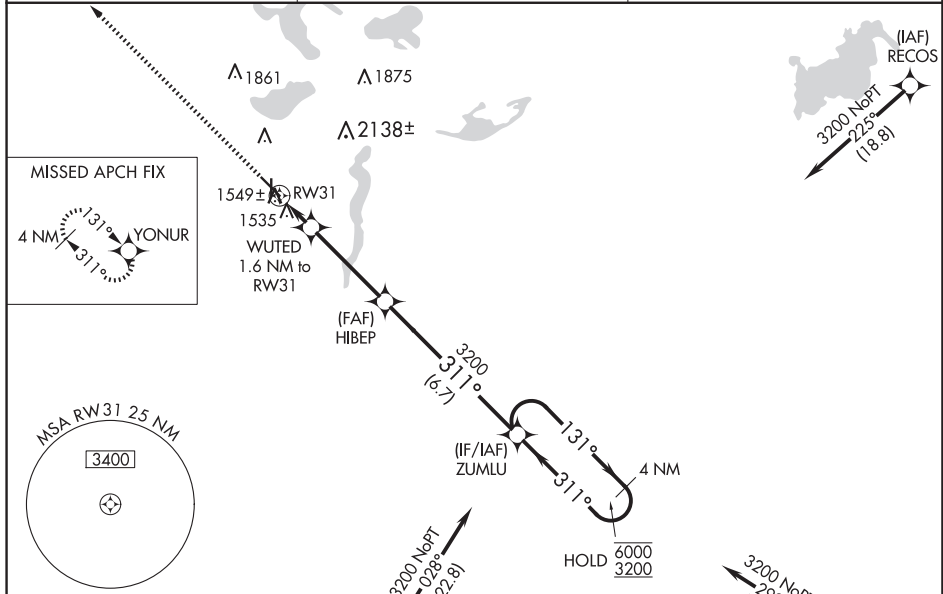 (IAF)
RECOS
1861
1875
2138±
3200 NoPT
225°
(18.8)
MISSED APCH FIX
131°
4 NM
YONUR
311°
1549±
RW31
1535
WUTED
1.6 NM to
RW31
(FAF)
HIBEP
3200
311°
(6.7)
MSA RW31 25 NM
3400
(IF/IAF)
ZUMLU
131°
4 NM
311°
HOLD
6000
3200
3200 NoPT
028°
3200 NoPT